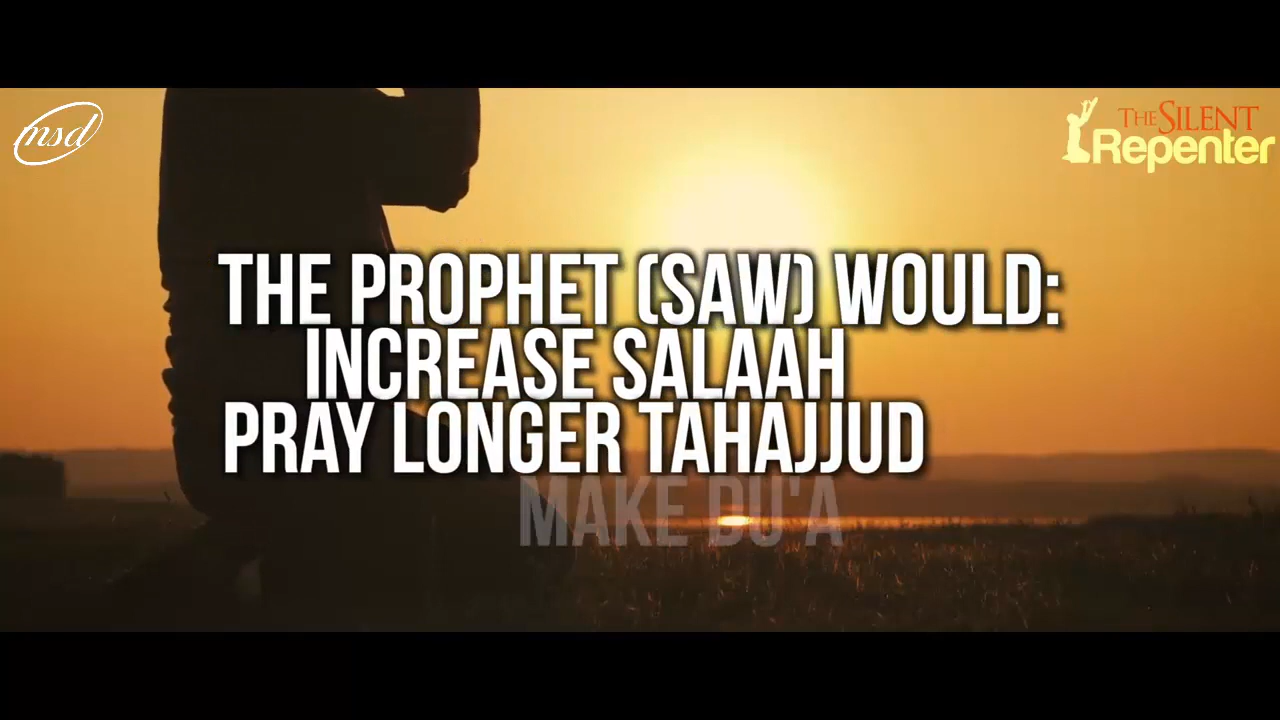 nsd
THE SILENT
Repenter
THE PROPHET (SAW) WOULD:
INCREASE SALAAH
PRAY LONGER TAHAJJUD
MAKE DU'A